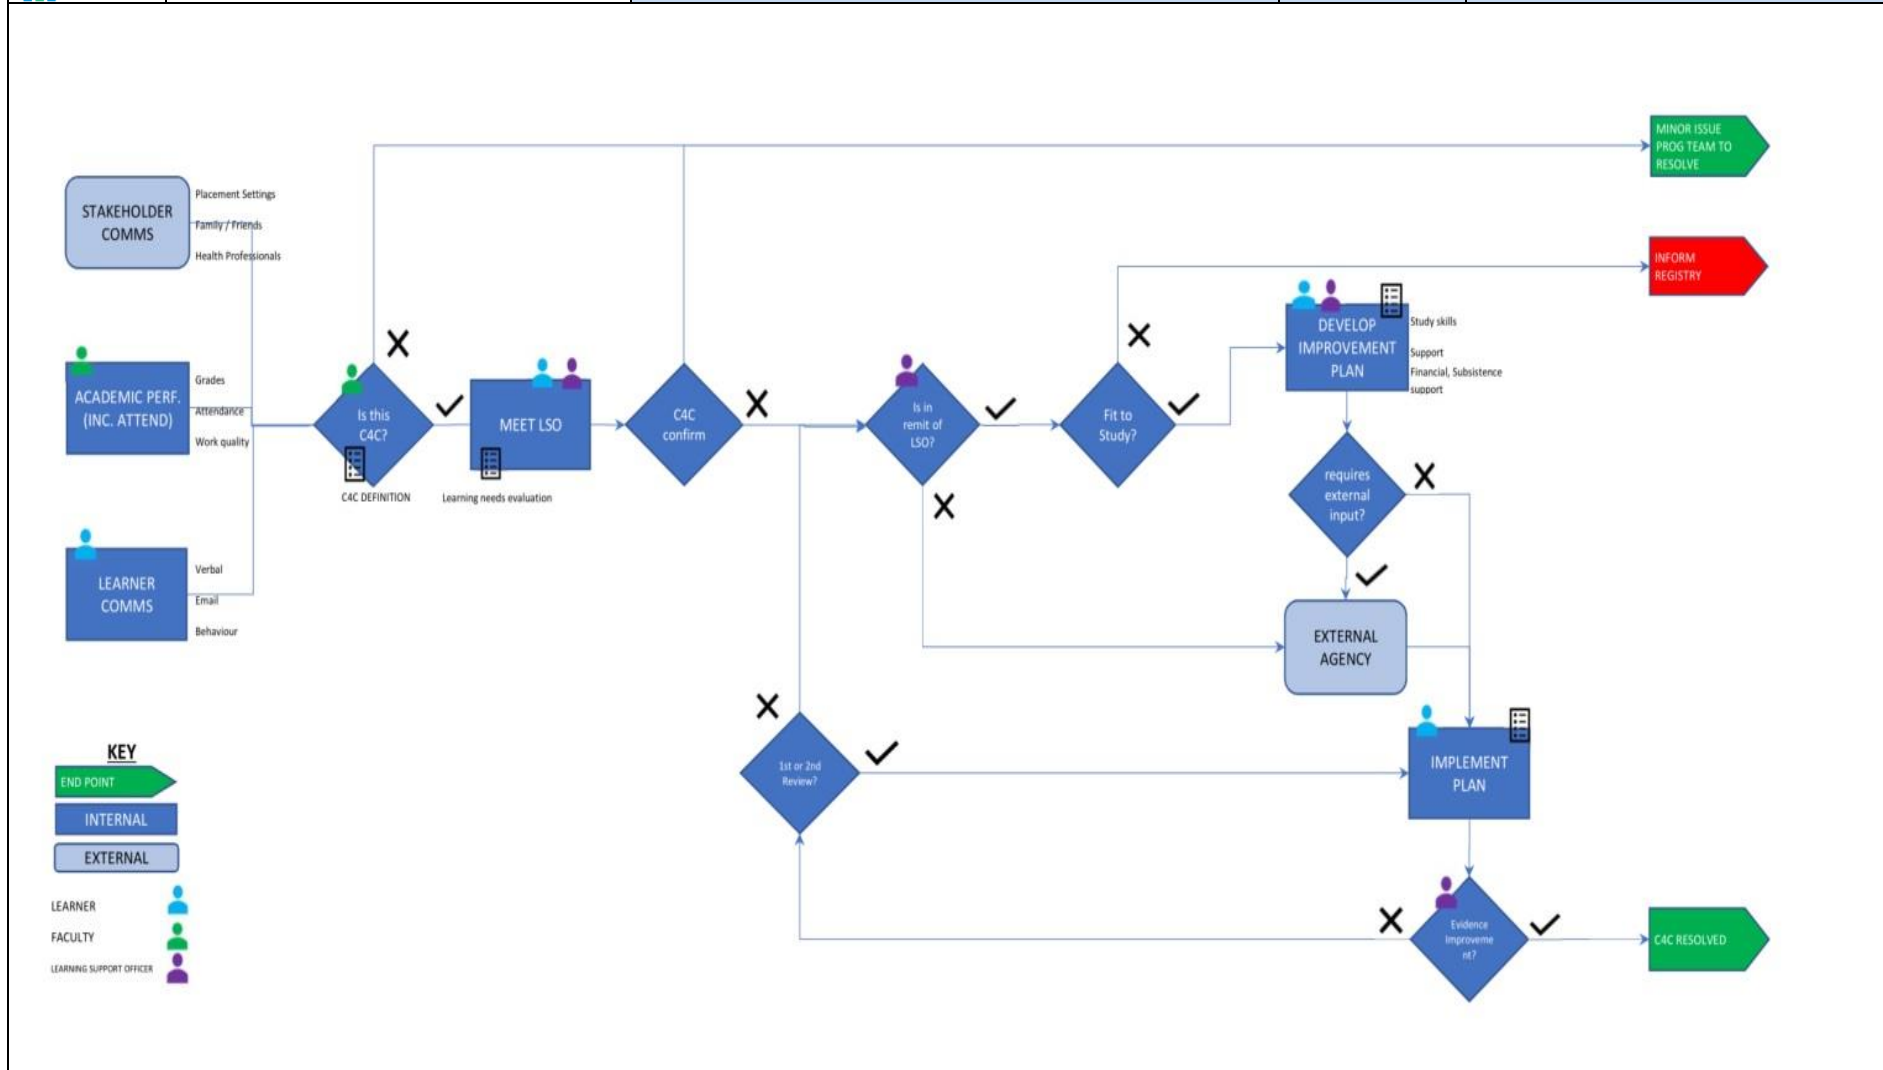 MINOR ISSUE
PROG TEAM TO
RESOLVE
STAKEHOLDER
COMMS
Placement Settings
Family / Friends
Health Professionals
INFORM
REGISTRY
ACADEMIC PERF.
(INC. ATTEND)
Grades
Attendance
Work quality
Is this
C4C?
C4C DEFINITION
MEET LSO
Learning needs evaluation
C4C
confirm
Is in
remit of
LSO?
Fit to
Study?
DEVELOP
IMPROVEMENT
PLAN
Study skills
Support
Financial, Subsistence
support
requires
external
input?
LEARNER
COMMS
Verbal
Email
Behaviour
EXTERNAL
AGENCY
1st or 2nd
Review?
IMPLEMENT
PLAN
Evidence
Improveme
nt?
C4C RESOLVED
KEY
END POINT
INTERNAL
EXTERNAL
LEARNER
FACULTY
LEARNING SUPPORT OFFICER